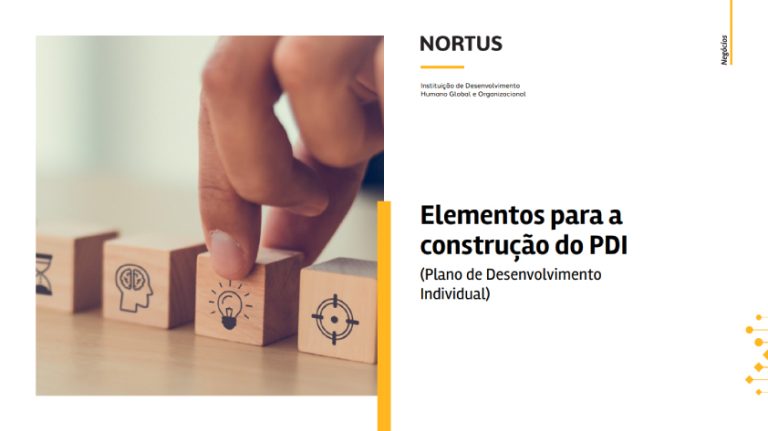 NORTUS
Instituição de Desenvolvimento
Humano Global e Organizacional
Negócios
Elementos para a
construção do PDI
(Plano de Desenvolvimento
Individual)